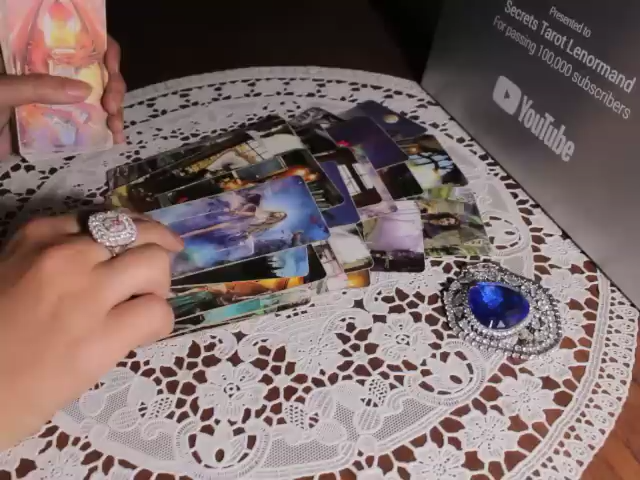 Presented to
Secrets Tarot Lenormand
For passing 100,000 subscribers
YouTube